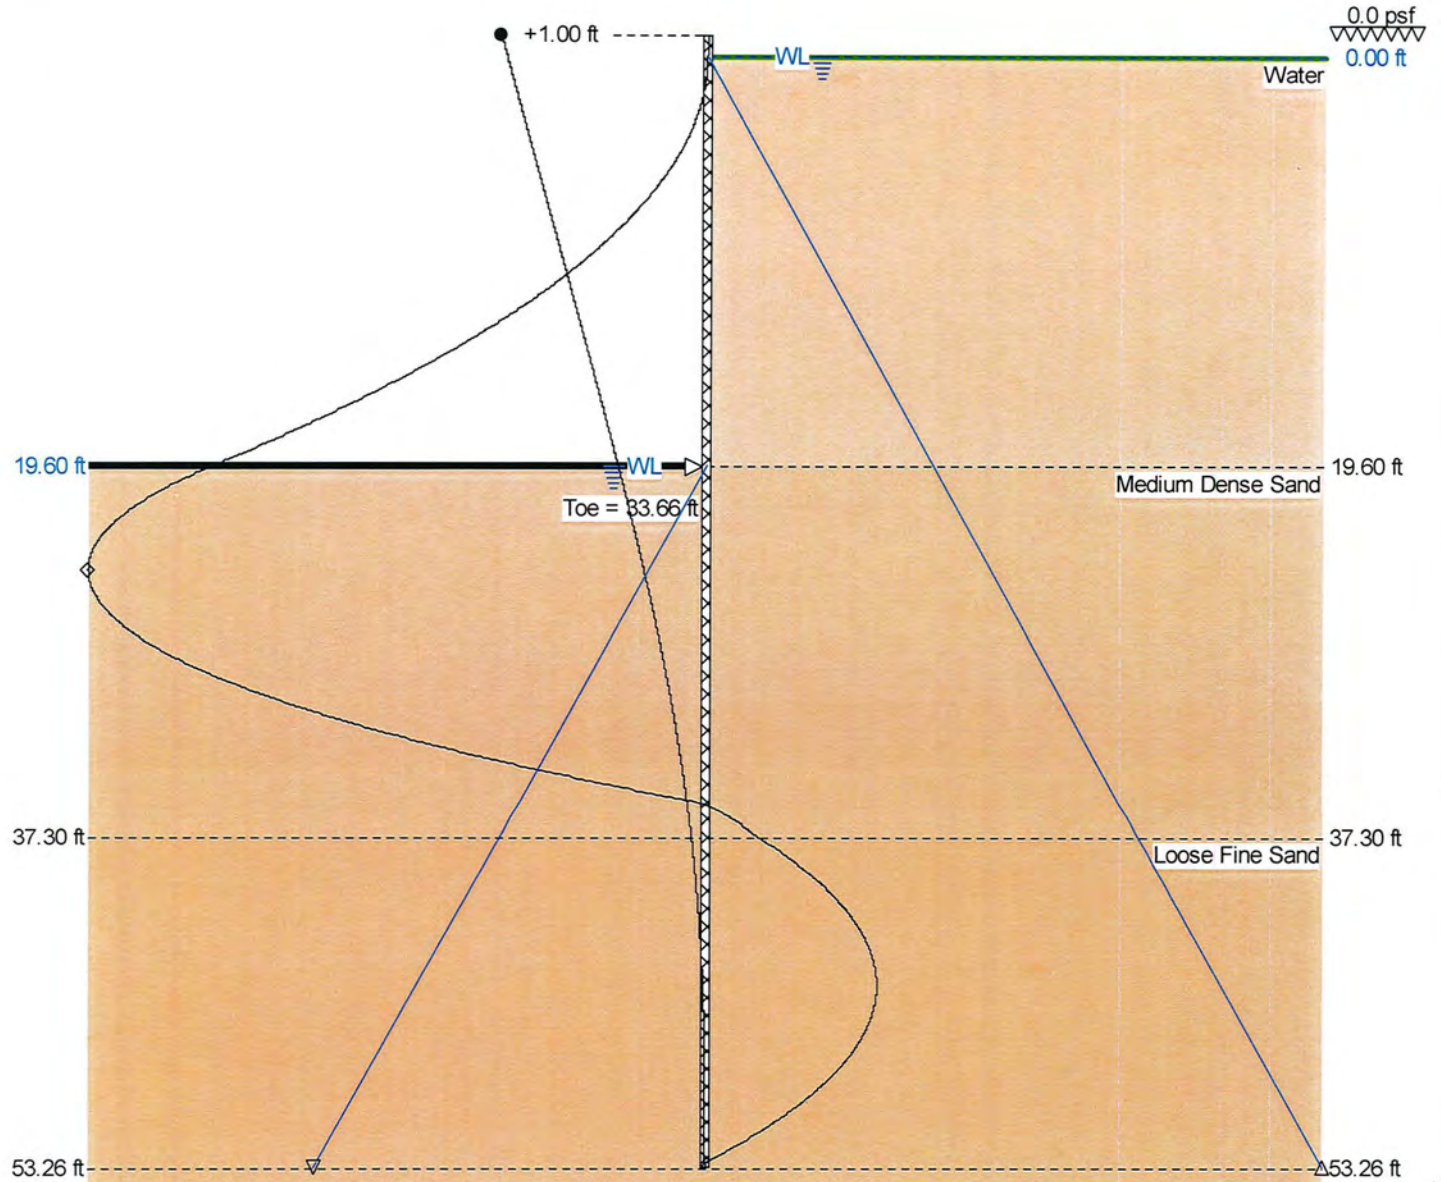 0.0 psf
+1.00 ft
WL
0.00 ft
Water
19.60 ft
WL
19.60 ft
Medium Dense Sand
Toe = 33.66 ft
37.30 ft
37.30 ft
Loose Fine Sand
53.26 ft
53.26 ft